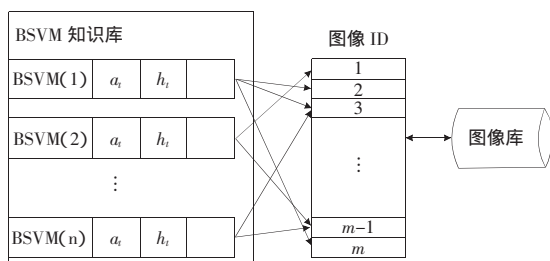 BSVM 知识库
图像 ID
BSVM(1) a_t h_t
BSVM(2) a_t h_t
⋮
BSVM(n) a_t h_t
1
2
3
⋮
m-1
m
图像库